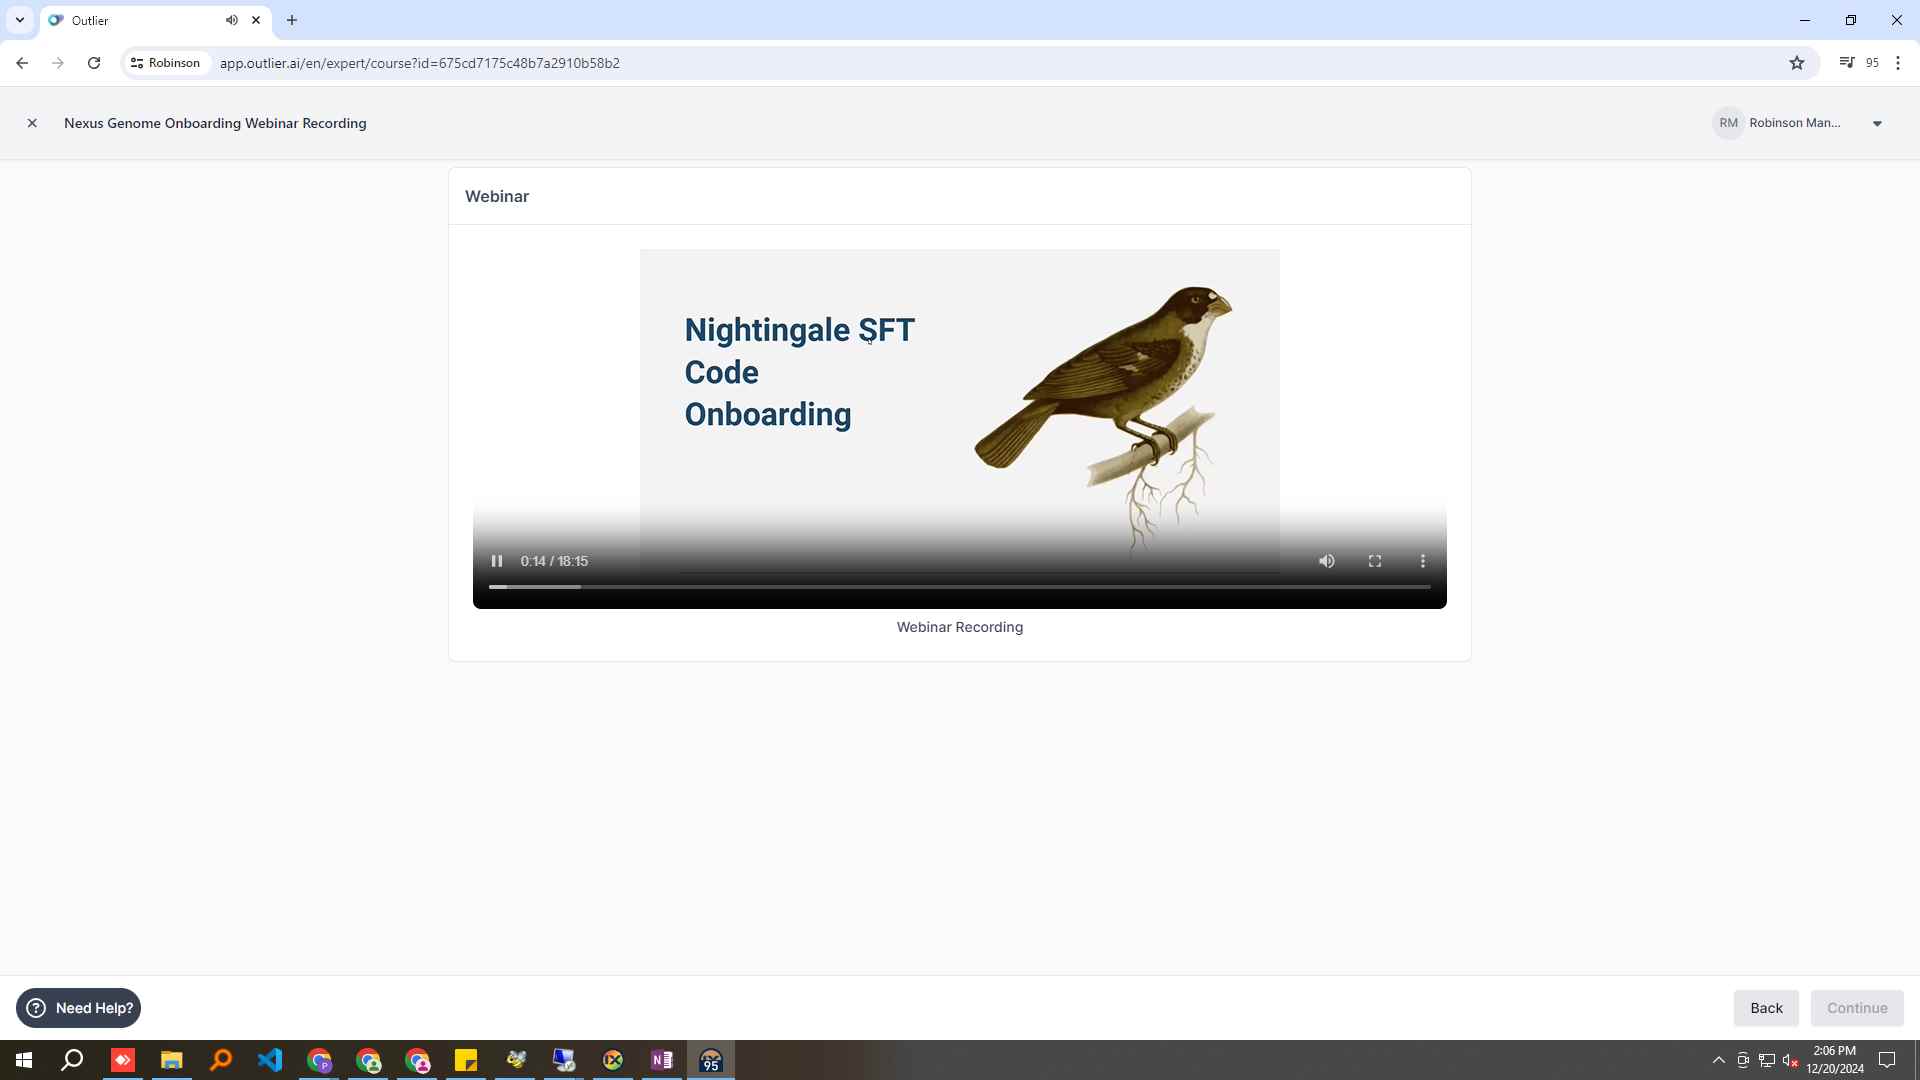 Outlier
Robinson
app.outlier.ai/en/expert/course?id=675cd7175c48b7a2910b58b2
95
Nexus Genome Onboarding Webinar Recording
RM
Robinson Man...
Webinar
Nightingale SFT
Code
Onboarding
0:14 / 18:15
Webinar Recording
? Need Help?
Back
Continue
P
N
95
2:06 PM
12/20/2024